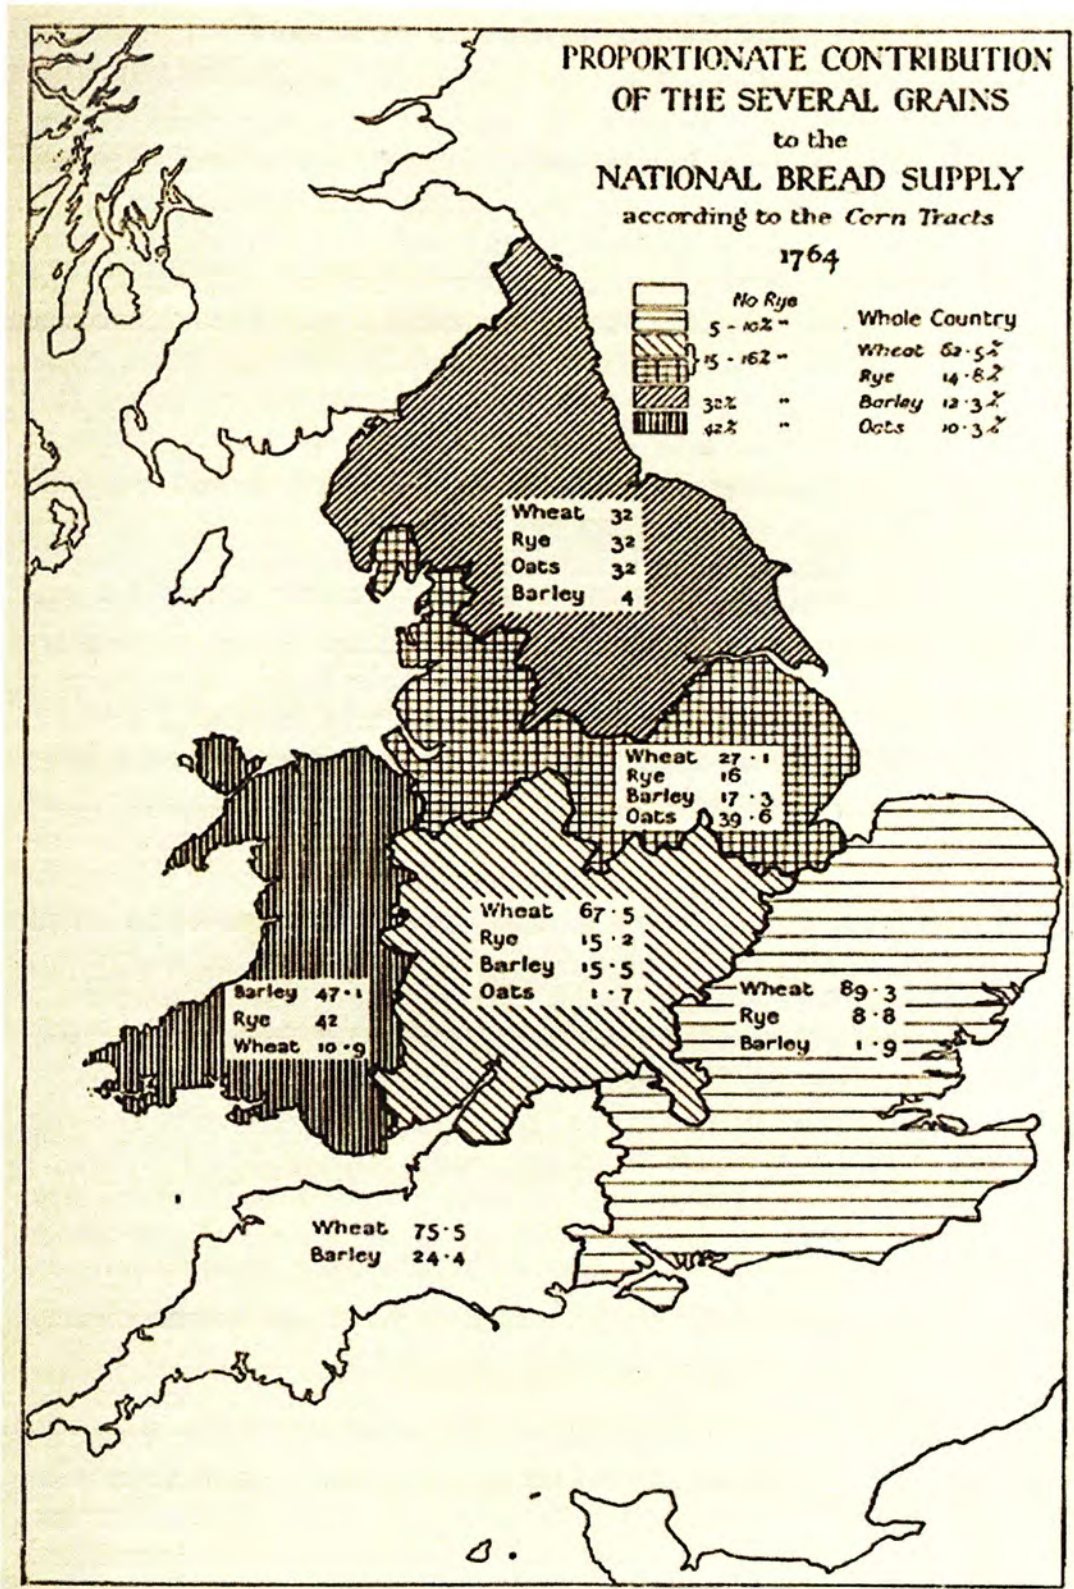 PROPORTIONATE CONTRIBUTION
OF THE SEVERAL GRAINS
to the
NATIONAL BREAD SUPPLY
according to the Corn Tracts
1764
No Rye
5 - 10% "
15 - 16% "
32% "
42% "
Whole Country
Wheat 62·5%
Rye 14·8%
Barley 12·3%
Oats 10·3%
Wheat 32
Rye 32
Oats 32
Barley 4
Wheat 27·1
Rye 16
Barley 17·3
Oats 39·6
Wheat 67·5
Rye 15·2
Barley 15·5
Oats 1·7
Barley 47·1
Rye 42
Wheat 10·9
Wheat 89·3
Rye 8·8
Barley 1·9
Wheat 75·5
Barley 24·4